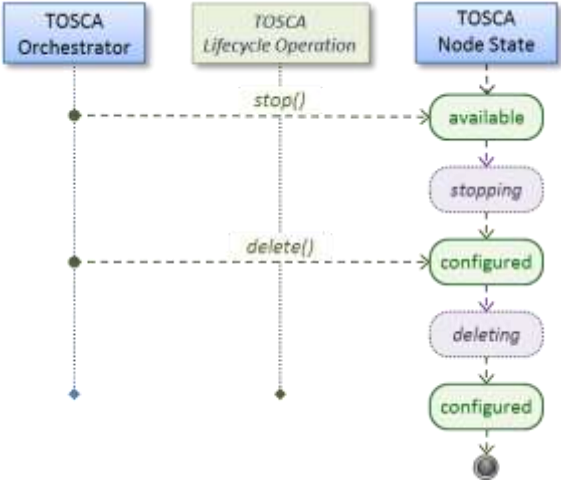 TOSCA
Orchestrator
TOSCA
Lifecycle Operation
TOSCA
Node State
stop()
available
stopping
delete()
configured
deleting
configured